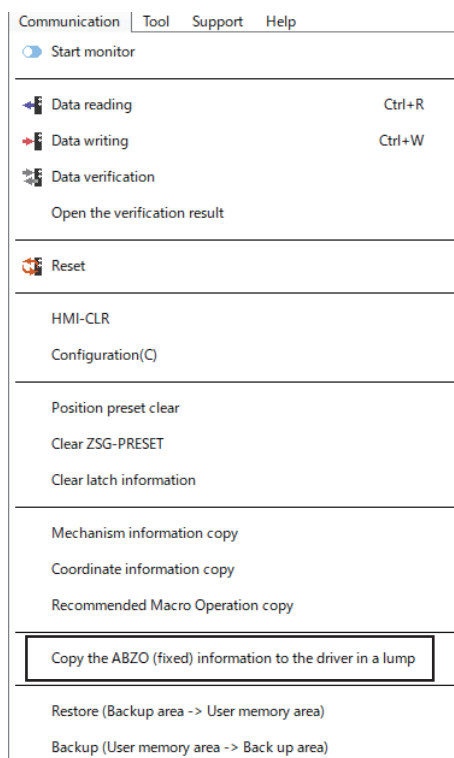 Communication Tool Support Help
Start monitor
Data reading Ctrl+R
Data writing Ctrl+W
Data verification
Open the verification result
Reset
HMI-CLR
Configuration(C)
Position preset clear
Clear ZSG-PRESET
Clear latch information
Mechanism information copy
Coordinate information copy
Recommended Macro Operation copy
Copy the ABZO (fixed) information to the driver in a lump
Restore (Backup area -> User memory area)
Backup (User memory area -> Back up area)